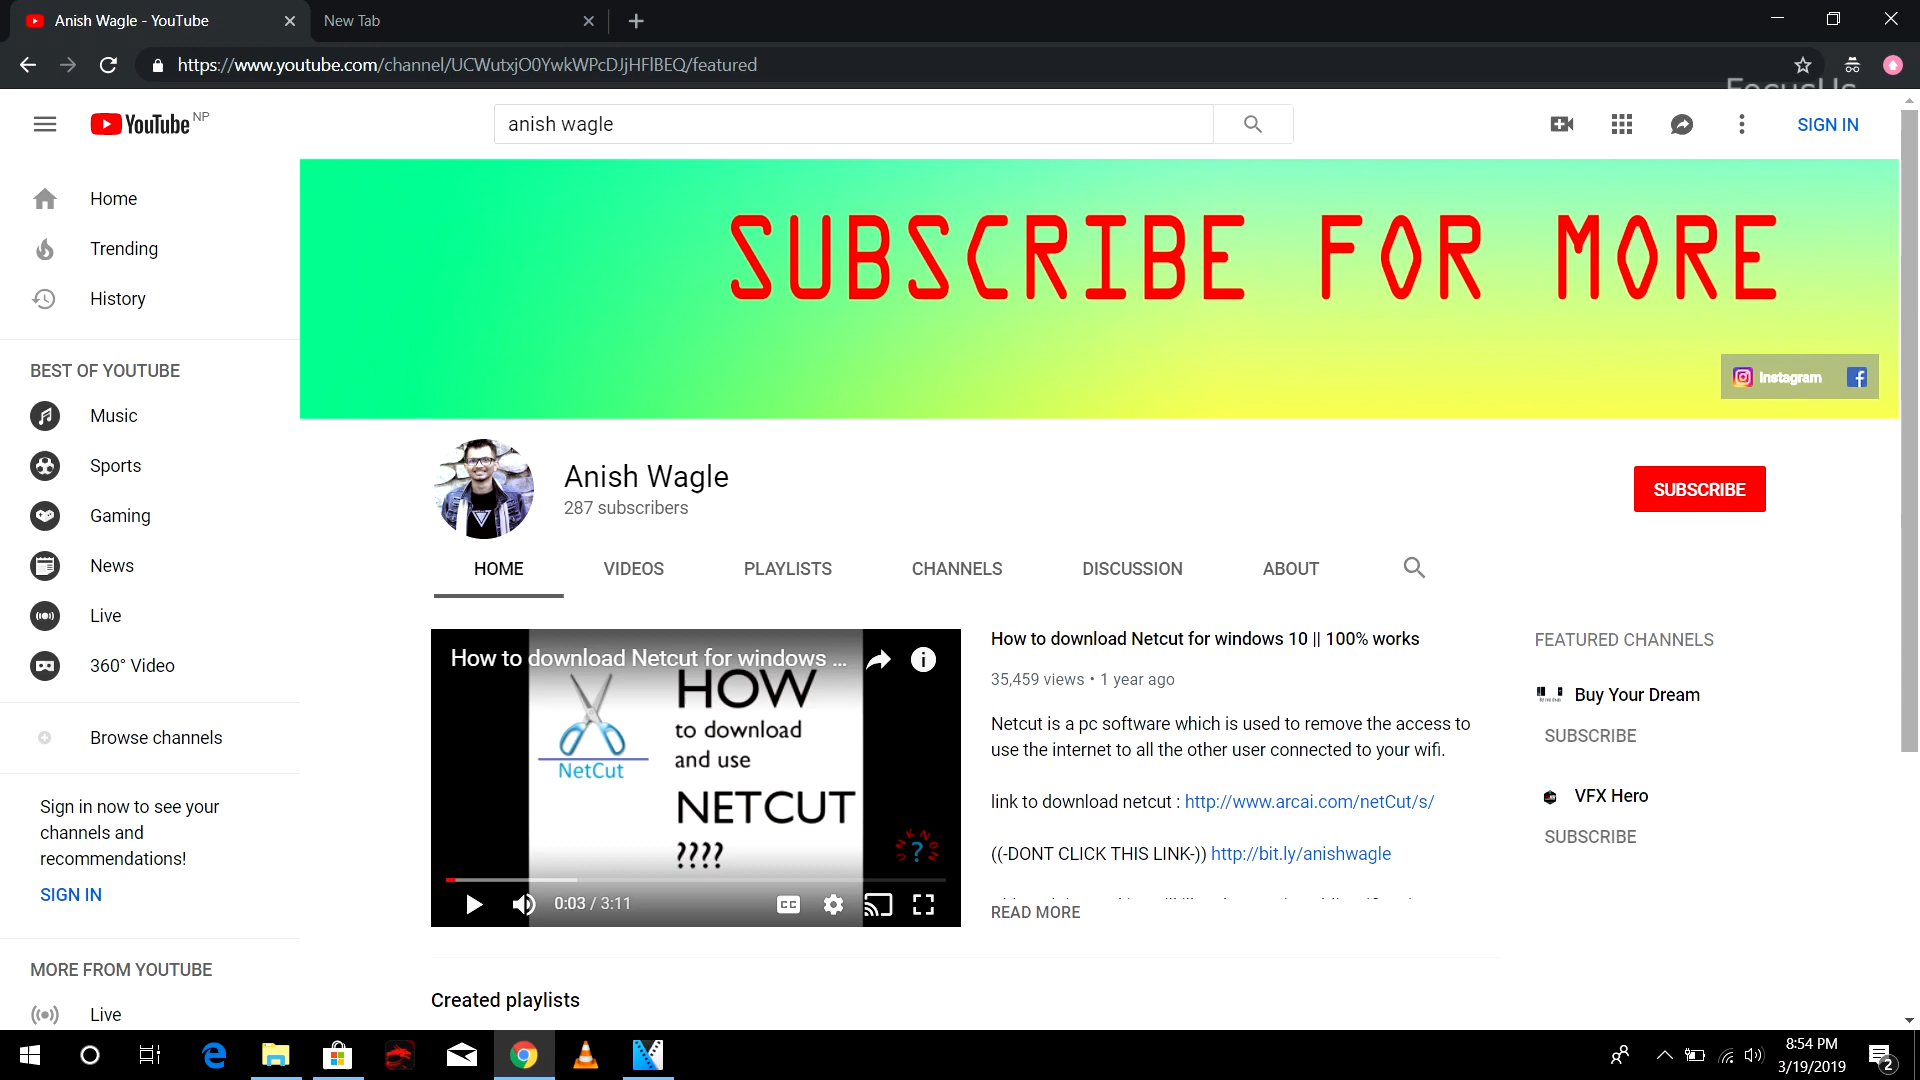 Anish Wagle - YouTube
New Tab
https://www.youtube.com/channel/UCWutxjO0YwkWPcDJjHFlBEQ/featured
YouTube NP
anish wagle
SIGN IN
Home
Trending
History
BEST OF YOUTUBE
Music
Sports
Gaming
News
Live
360° Video
Browse channels
Sign in now to see your
channels and
recommendations!
SIGN IN
MORE FROM YOUTUBE
Live
SUBSCRIBE FOR MORE
Instagram
Anish Wagle
287 subscribers
SUBSCRIBE
HOME
VIDEOS
PLAYLISTS
CHANNELS
DISCUSSION
ABOUT
How to download Netcut for windows ...
HOW
to download
and use
NETCUT
????
NetCut
0:03 / 3:11
CC
How to download Netcut for windows 10 || 100% works
35,459 views • 1 year ago
Netcut is a pc software which is used to remove the access to
use the internet to all the other user connected to your wifi.
link to download netcut : http://www.arcai.com/netCut/s/
((-DONT CLICK THIS LINK-)) http://bit.ly/anishwagle
READ MORE
FEATURED CHANNELS
Buy Your Dream
SUBSCRIBE
VFX Hero
SUBSCRIBE
Created playlists
8:54 PM
3/19/2019
2